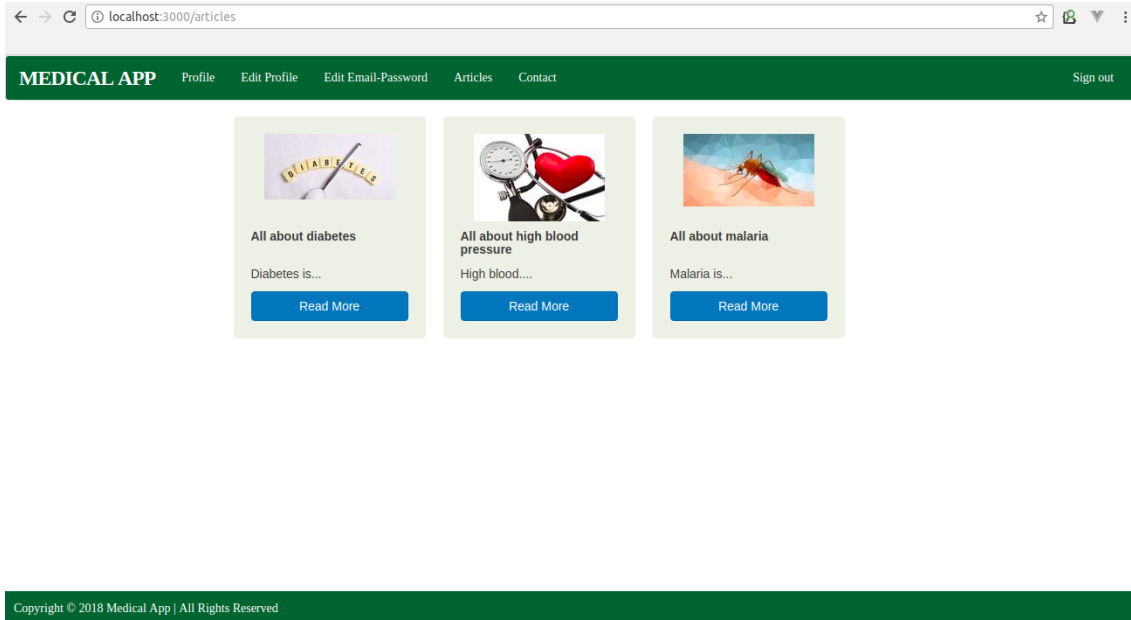 localhost:3000/articles
MEDICAL APP Profile Edit Profile Edit Email-Password Articles Contact Sign out
DIABETES
All about diabetes
Diabetes is...
Read More
All about high blood
pressure
High blood....
Read More
All about malaria
Malaria is...
Read More
Copyright © 2018 Medical App | All Rights Reserved